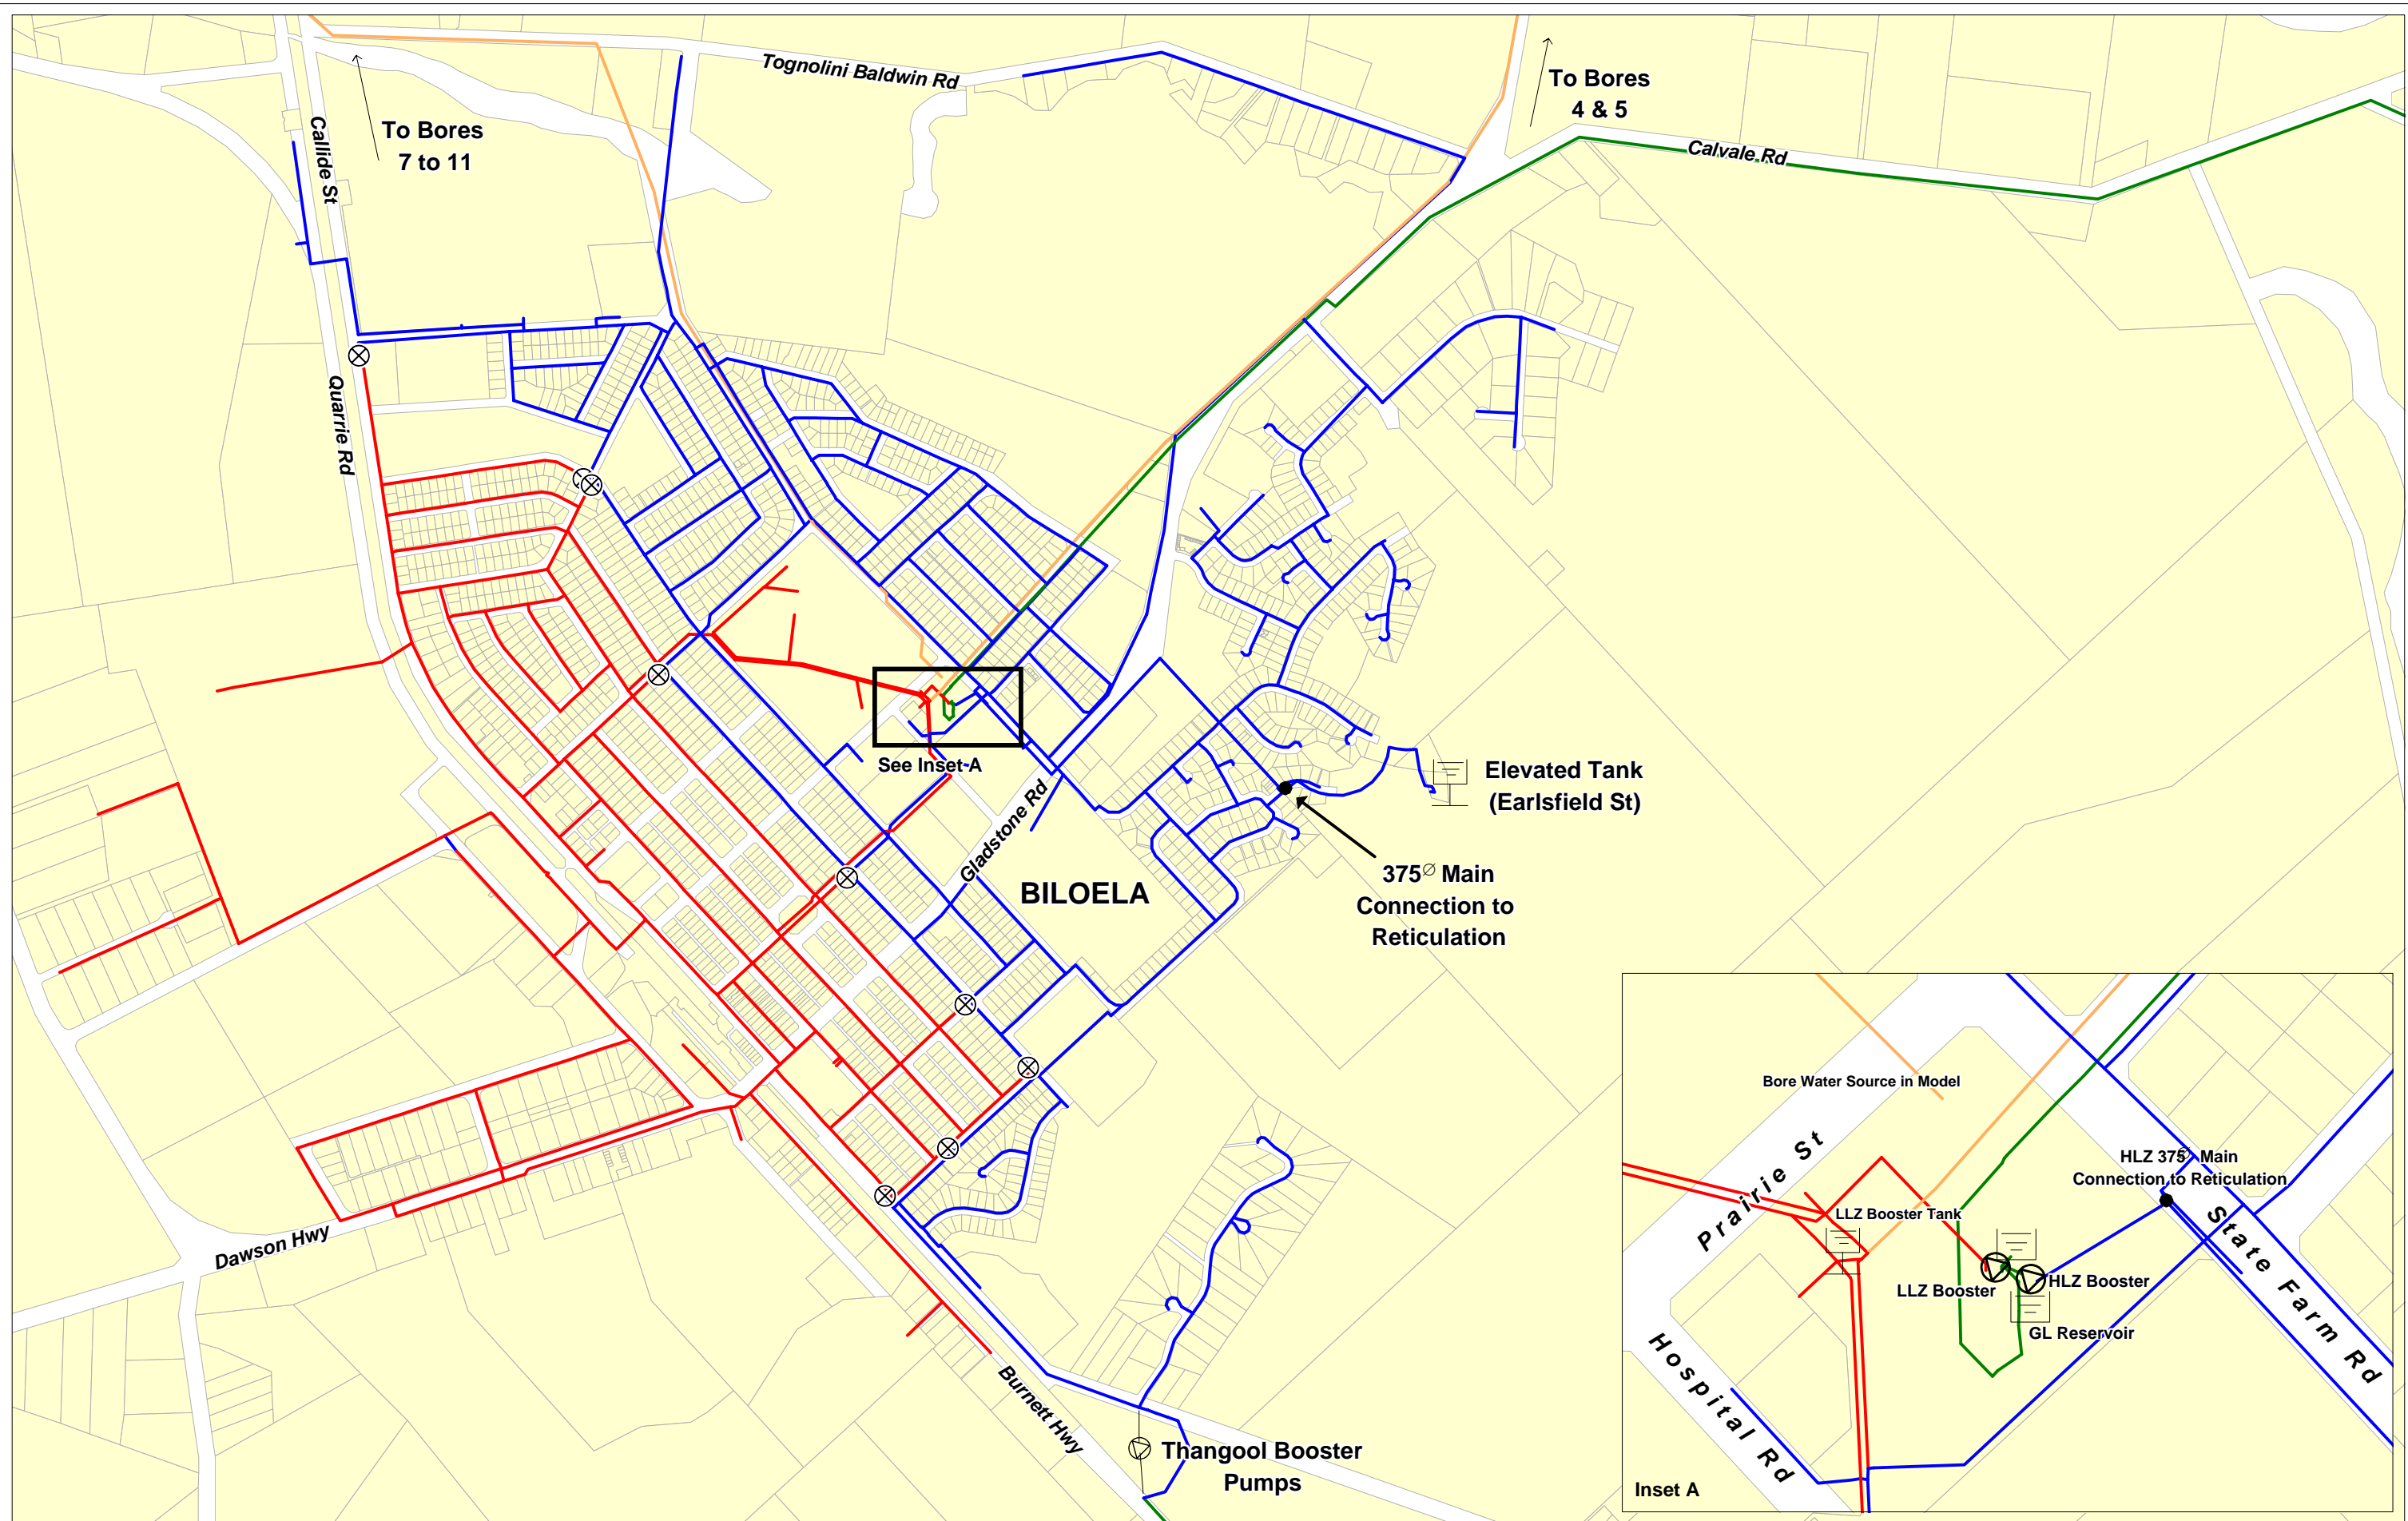 Tognolini Baldwin Rd
To Bores
4 & 5
To Bores
7 to 11
Callide St
Calvale Rd
Quarrie Rd
See Inset A
Elevated Tank
(Earlsfield St)
Gladstone Rd
BILOELA
375∅ Main
Connection to
Reticulation
Dawson Hwy
Burnett Hwy
Thangool Booster
Pumps
Bore Water Source in Model
Prairie St
HLZ 375∅ Main
Connection to Reticulation
LLZ Booster Tank
State Farm Rd
HLZ Booster
LLZ Booster
GL Reservoir
Hospital Rd
Inset A